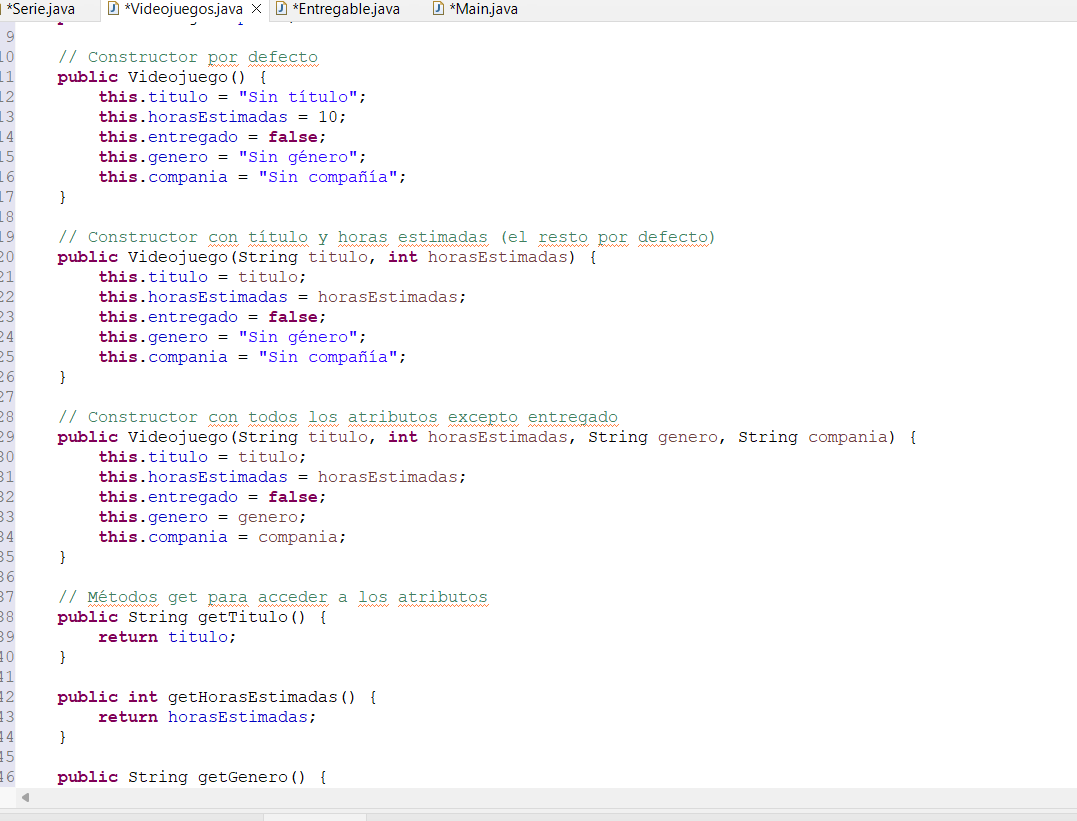 *Serie.java *Videojuegos.java *Entregable.java *Main.java
9
10 // Constructor por defecto
11 public Videojuego() {
12 this.titulo = "Sin título";
13 this.horasEstimadas = 10;
14 this.entregado = false;
15 this.genero = "Sin género";
16 this.compania = "Sin compañía";
17 }
18
19 // Constructor con título y horas estimadas (el resto por defecto)
20 public Videojuego(String titulo, int horasEstimadas) {
21 this.titulo = titulo;
22 this.horasEstimadas = horasEstimadas;
23 this.entregado = false;
24 this.genero = "Sin género";
25 this.compania = "Sin compañía";
26 }
27
28 // Constructor con todos los atributos excepto entregado
29 public Videojuego(String titulo, int horasEstimadas, String genero, String compania) {
30 this.titulo = titulo;
31 this.horasEstimadas = horasEstimadas;
32 this.entregado = false;
33 this.genero = genero;
34 this.compania = compania;
35 }
36
37 // Métodos get para acceder a los atributos
38 public String getTitulo() {
39 return titulo;
40 }
41
42 public int getHorasEstimadas() {
43 return horasEstimadas;
44 }
45
46 public String getGenero() {